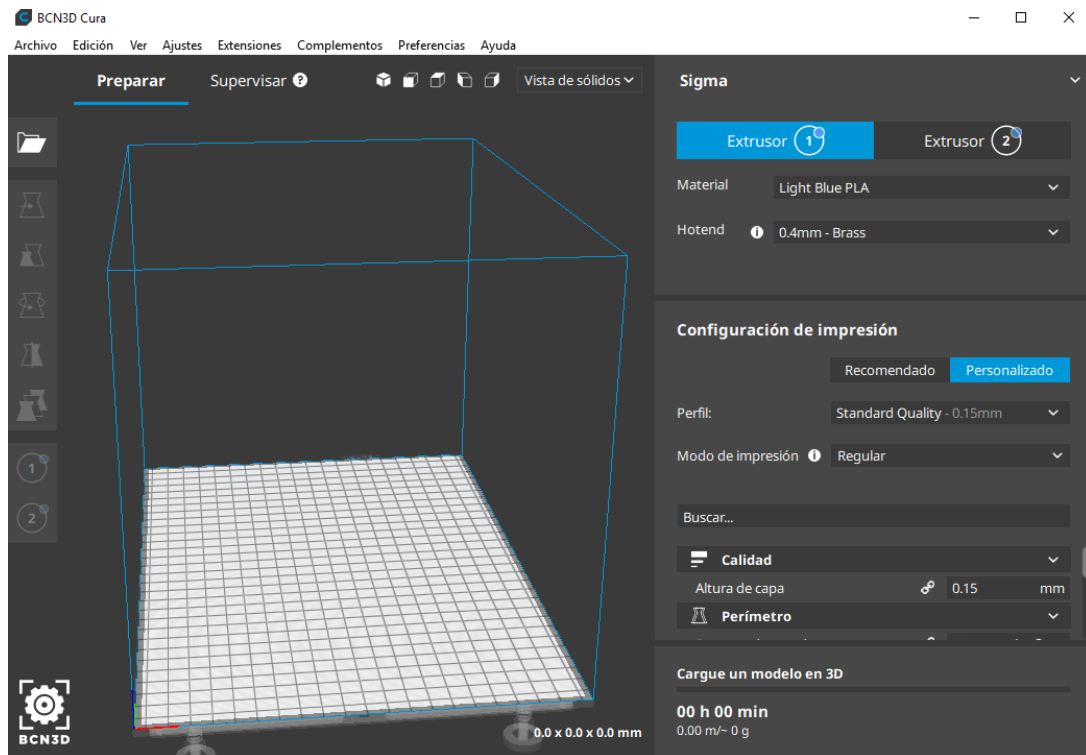 BCN3D Cura
Archivo Edición Ver Ajustes Extensiones Complementos Preferencias Ayuda
Preparar Supervisar ? Vista de sólidos
Sigma
Extrusor 1 Extrusor 2
Material Light Blue PLA
Hotend i 0.4mm - Brass
Configuración de impresión
Recomendado Personalizado
Perfil: Standard Quality - 0.15mm
Modo de impresión i Regular
Buscar...
Calidad
Altura de capa 0.15 mm
Perímetro
1
2
Cargue un modelo en 3D
00 h 00 min
0.00 m/~ 0 g
0.0 x 0.0 x 0.0 mm
BCN3D